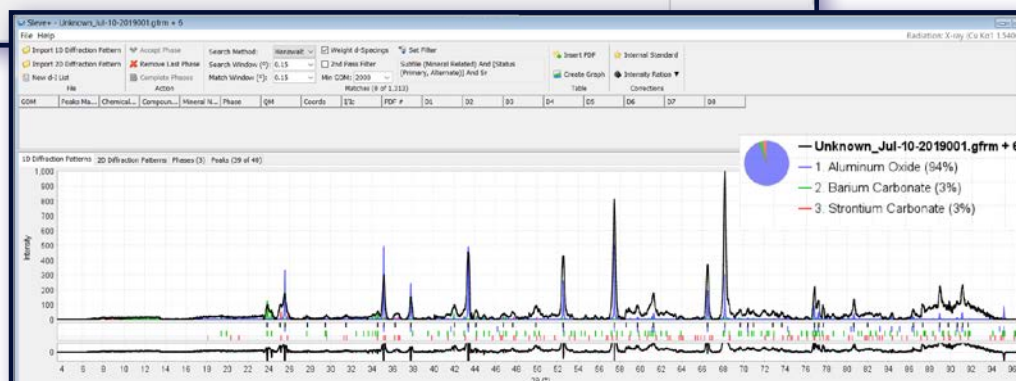 Sleve+ - Unknown_Jul-10-2019001.gfrm + 6
File Help
Radiation: X-ray (Cu Kα1 1.5406
Import 1D Diffraction Pattern
Accept Phase
Search Method: Hanawalt
Weight d-Spacings
Set Filter
Insert PDF
Internal Standard
Import 2D Diffraction Pattern
Remove Last Phase
Search Window [°]: 0.15
2nd Pass Filter
Subfile (Mineral Related) And {Status
New d-I List
Complete Phases
Match Window [°]: 0.15
Min GOM: 2000
(Primary, Alternate)} And Sr
Create Graph
Intensity Ratios
File Action Matches (0 of 1,313) Table Corrections
GOM Peaks Ma... Chemical... Compoun... Mineral N... Phase QM Coords I/Ic PDF # D1 D2 D3 D4 D5 D6 D7 D8
1D Diffraction Patterns 2D Diffraction Patterns Phases (3) Peaks (29 of 40)
Unknown_Jul-10-2019001.gfrm + 6
1. Aluminum Oxide (94%)
2. Barium Carbonate (3%)
3. Strontium Carbonate (3%)
Intensity
1,000
900
800
700
600
500
400
300
200
100
0
0
4 6 8 10 12 14 16 18 20 22 24 26 28 30 32 34 36 38 40 42 44 46 48 50 52 54 56 58 60 62 64 66 68 70 72 74 76 78 80 82 84 86 88 90 92 94 96